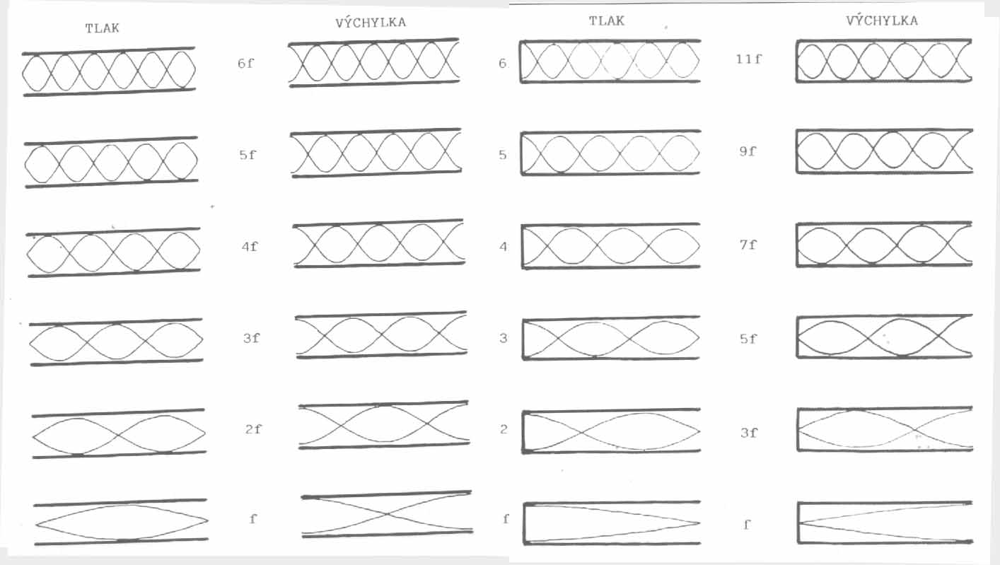 TLAK VÝCHYLKA TLAK VÝCHYLKA
6f 6 11f
5f 5 9f
4f 4 7f
3f 3 5f
2f 2 3f
f f f